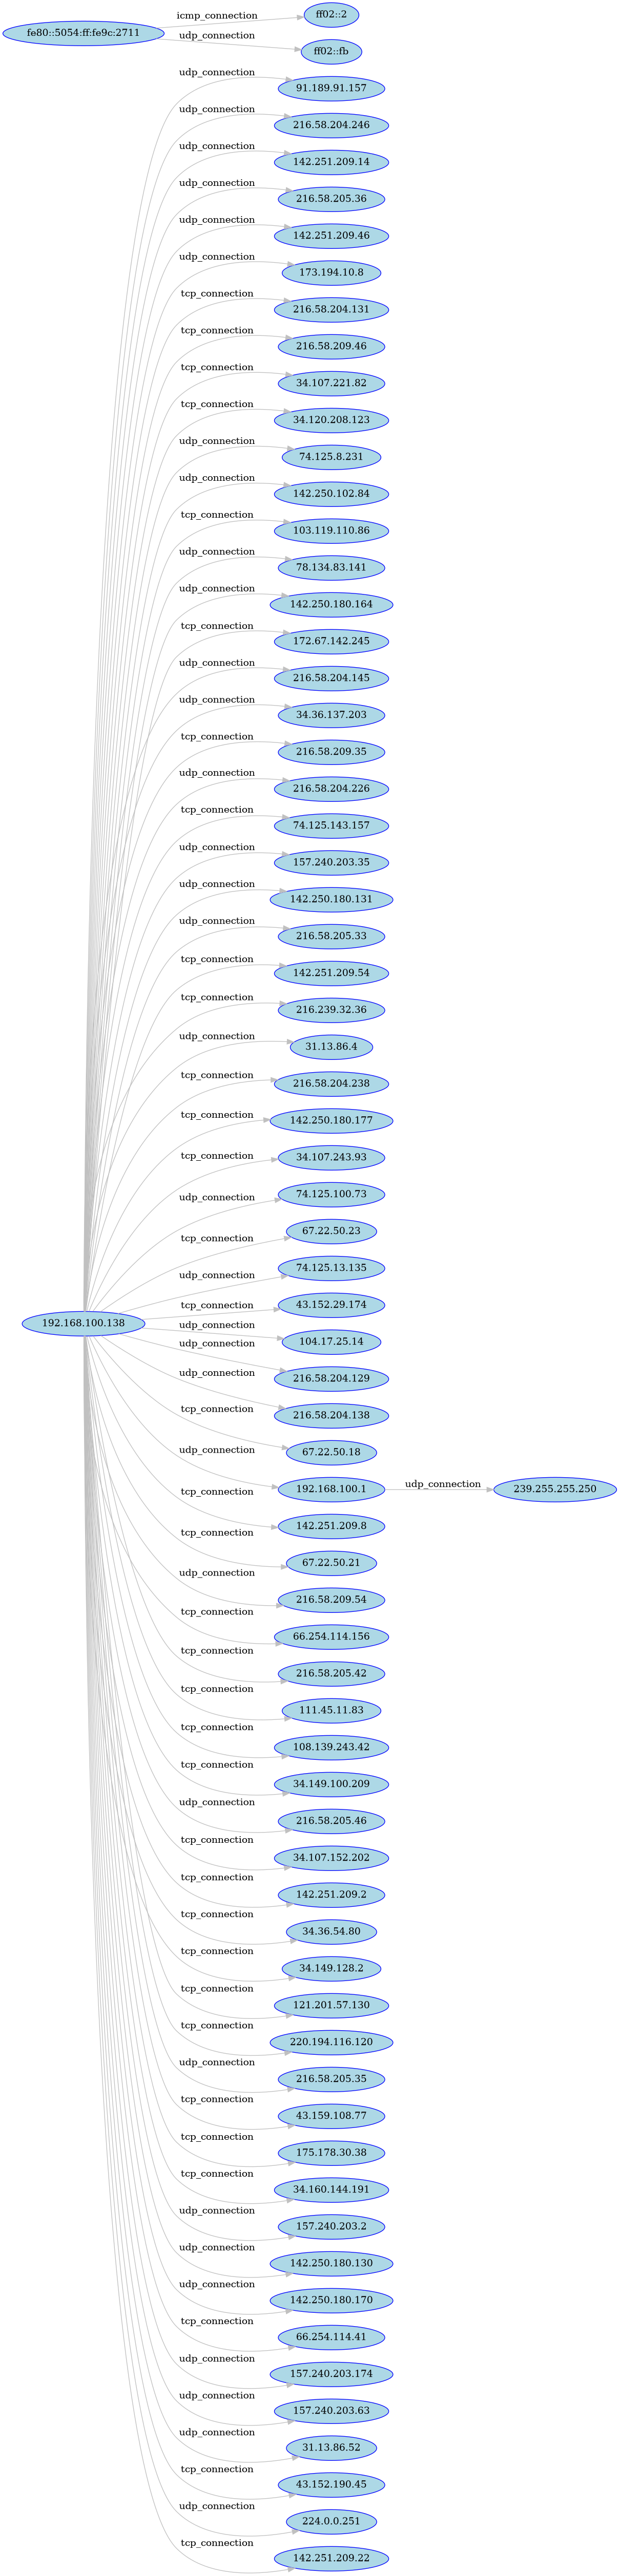 fe80::5054:ff:fe9c:2711
icmp_connection
ff02::2
udp_connection
ff02::fb
udp_connection
91.189.91.157
udp_connection
216.58.204.246
udp_connection
142.251.209.14
udp_connection
216.58.205.36
udp_connection
142.251.209.46
udp_connection
173.194.10.8
tcp_connection
216.58.204.131
tcp_connection
216.58.209.46
tcp_connection
34.107.221.82
tcp_connection
34.120.208.123
udp_connection
74.125.8.231
udp_connection
142.250.102.84
tcp_connection
103.119.110.86
udp_connection
78.134.83.141
udp_connection
142.250.180.164
tcp_connection
172.67.142.245
udp_connection
216.58.204.145
udp_connection
34.36.137.203
tcp_connection
216.58.209.35
udp_connection
216.58.204.226
tcp_connection
74.125.143.157
udp_connection
157.240.203.35
udp_connection
142.250.180.131
udp_connection
216.58.205.33
tcp_connection
142.251.209.54
tcp_connection
216.239.32.36
udp_connection
31.13.86.4
tcp_connection
216.58.204.238
tcp_connection
142.250.180.177
tcp_connection
34.107.243.93
udp_connection
74.125.100.73
tcp_connection
67.22.50.23
udp_connection
74.125.13.135
192.168.100.138
tcp_connection
43.152.29.174
udp_connection
104.17.25.14
udp_connection
216.58.204.129
udp_connection
216.58.204.138
tcp_connection
67.22.50.18
udp_connection
192.168.100.1
udp_connection
239.255.255.250
tcp_connection
142.251.209.8
tcp_connection
67.22.50.21
udp_connection
216.58.209.54
tcp_connection
66.254.114.156
tcp_connection
216.58.205.42
tcp_connection
111.45.11.83
tcp_connection
108.139.243.42
tcp_connection
34.149.100.209
udp_connection
216.58.205.46
tcp_connection
34.107.152.202
tcp_connection
142.251.209.2
tcp_connection
34.36.54.80
tcp_connection
34.149.128.2
tcp_connection
121.201.57.130
tcp_connection
220.194.116.120
udp_connection
216.58.205.35
tcp_connection
43.159.108.77
tcp_connection
175.178.30.38
tcp_connection
34.160.144.191
udp_connection
157.240.203.2
udp_connection
142.250.180.130
udp_connection
142.250.180.170
tcp_connection
66.254.114.41
udp_connection
157.240.203.174
udp_connection
157.240.203.63
udp_connection
31.13.86.52
tcp_connection
43.152.190.45
udp_connection
224.0.0.251
tcp_connection
142.251.209.22